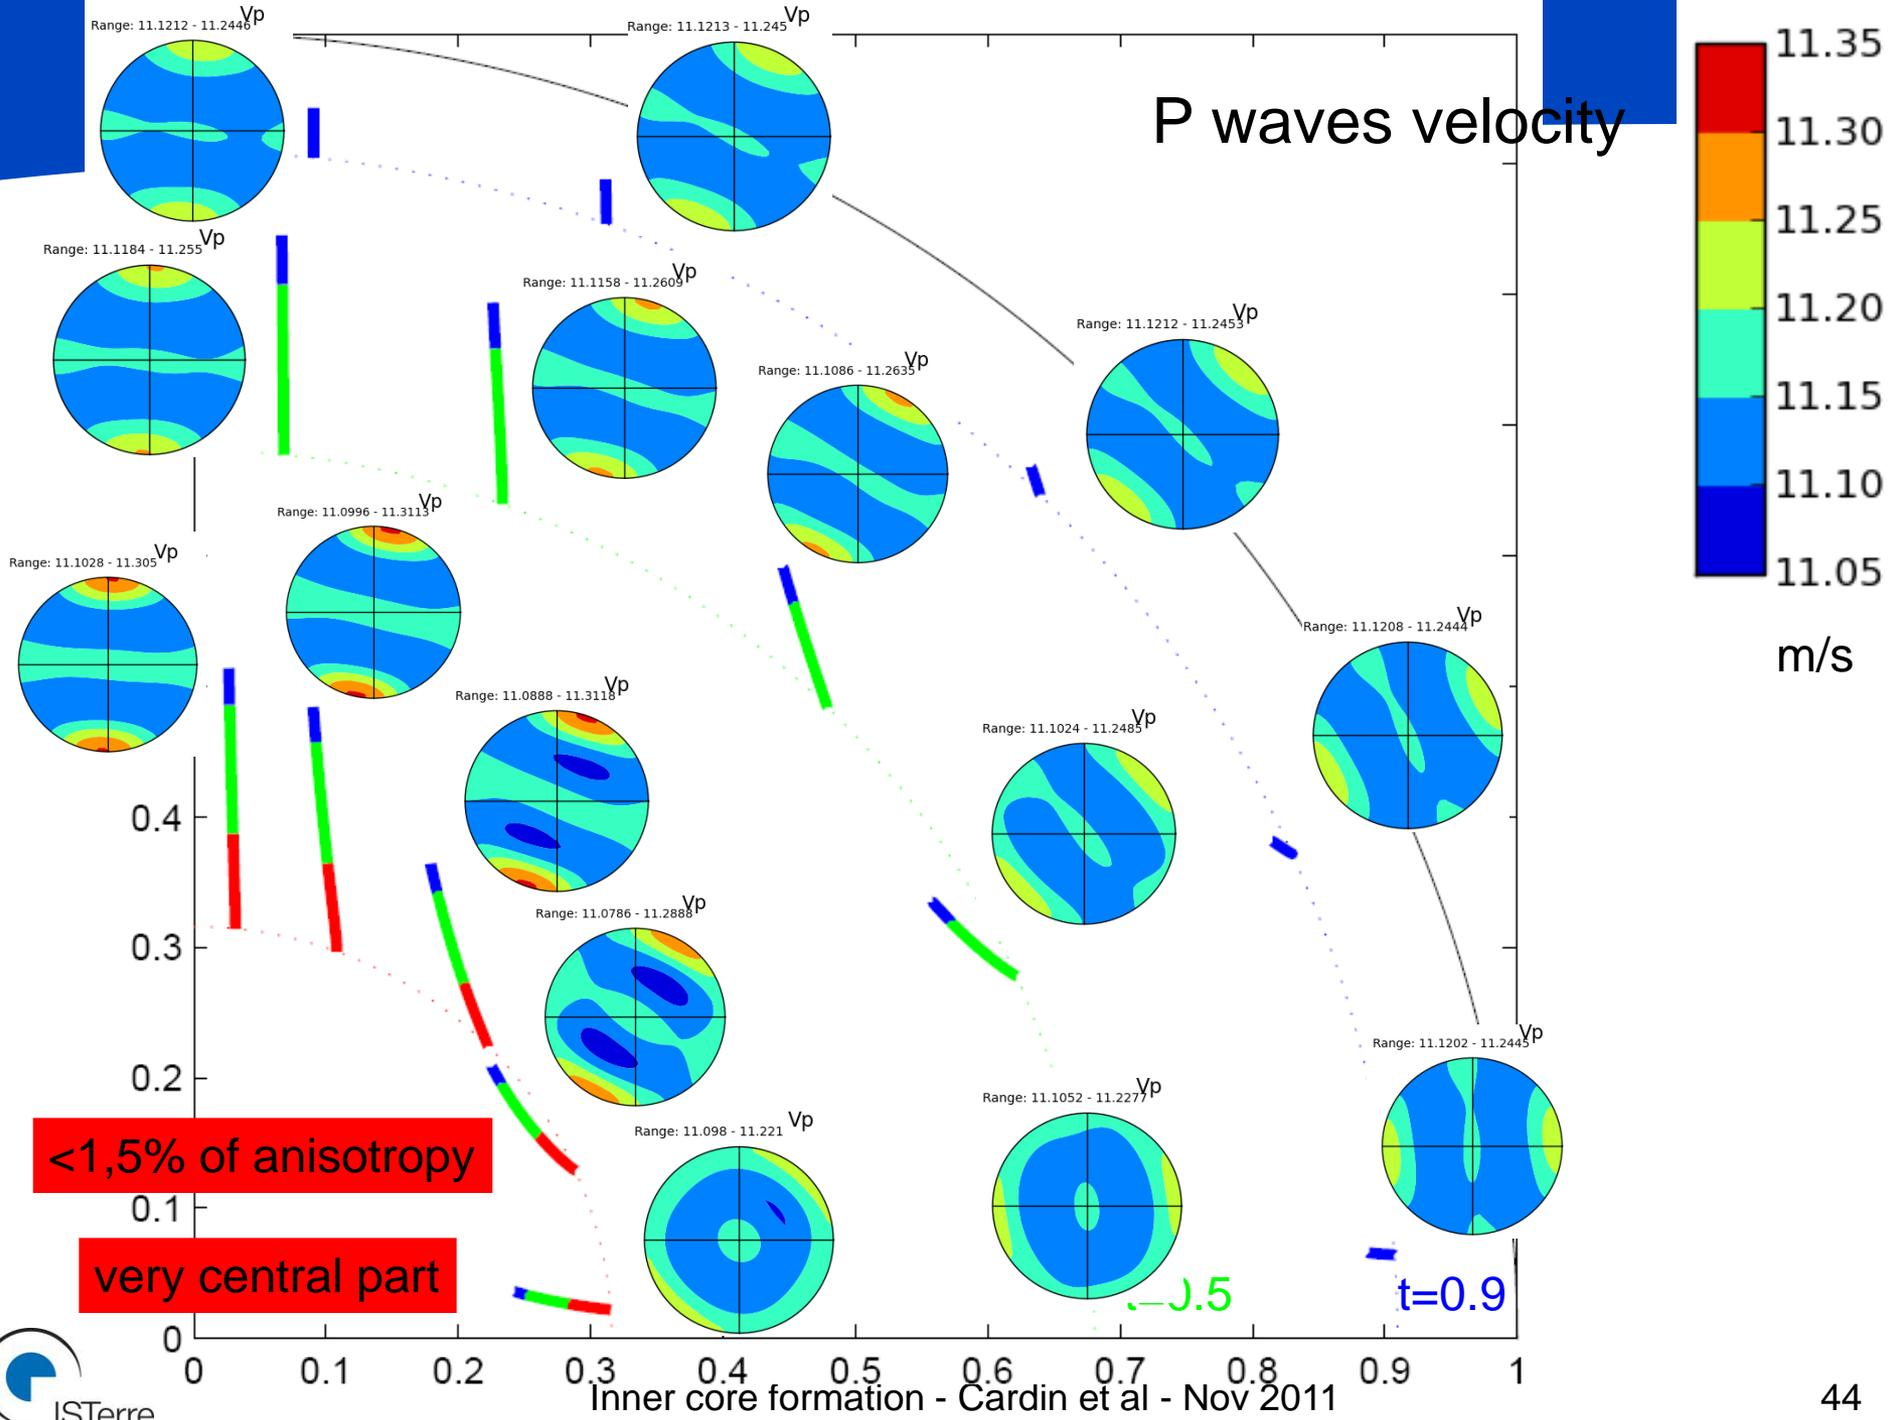 Range: 11.1212 - 11.2446 Vp
Range: 11.1213 - 11.245 Vp
P waves velocity
11.35
11.30
11.25
11.20
11.15
11.10
11.05
m/s
Range: 11.1184 - 11.255 Vp
Range: 11.1158 - 11.2609 Vp
Range: 11.1212 - 11.2453 Vp
Range: 11.1086 - 11.2635 Vp
Range: 11.0996 - 11.3113 Vp
Range: 11.1028 - 11.305 Vp
Range: 11.1208 - 11.2444 Vp
Range: 11.0888 - 11.3118 Vp
Range: 11.1024 - 11.2485 Vp
Range: 11.0786 - 11.2888 Vp
Range: 11.1202 - 11.2445 Vp
Range: 11.1052 - 11.2277 Vp
Range: 11.098 - 11.221 Vp
0.4
0.3
0.2
<1,5% of anisotropy
0.1
very central part
t=0.5
t=0.9
0
0 0.1 0.2 0.3 0.4 0.5 0.6 0.7 0.8 0.9 1
Inner core formation - Cardin et al - Nov 2011
44
ISTerre